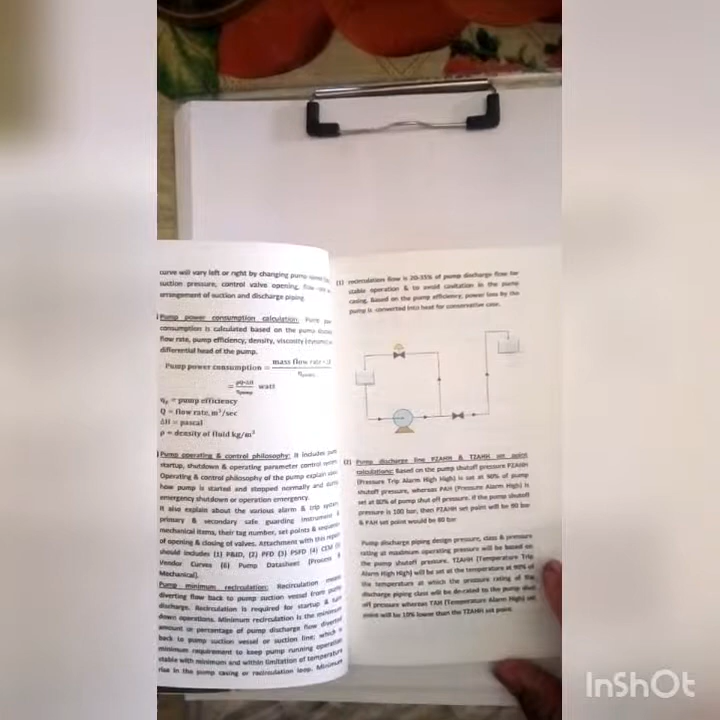 curve will vary left or right by changing pump
suction pressure, control valve opening, flow
arrangement of suction and discharge piping
Pump power consumption calculation: Pump
consumption is calculated based on the pump
flow rate, pump efficiency, density, viscosity
differential head of the pump.
Pump power consumption = mass flow rate
= watt
= pump efficiency
Q = flow rate, m³/sec
ΔH = pascal
ρ = density of fluid kg/m³
Pump operating & control philosophy: It includes
startup, shutdown & operating parameter control
Operating & control philosophy of the pump explain
how pump is started and stopped normally and
emergency shutdown or operation emergency.
It also explain about the various alarm & trip system
primary & secondary safe guarding instrument
mechanical items, their tag number, set points &
of opening & closing of valves. Attachment with this
should includes (1) P&ID, (2) PFD (3) PSFD (4) CEM
Vendor Curves (6) Pump Datasheet (Process &
Mechanical).
Pump minimum recirculation: Recirculation means
diverting flow back to pump suction vessel from
discharge. Recirculation is required for startup &
down operations. Minimum recirculation is the minimum
amount or percentage of pump discharge flow diverted
back to pump suction vessel or suction line; which is
minimum requirement to keep pump running operation
stable with minimum and within limitation of temperature
rise in the pump casing or recirculation loop. Minimum
(1) recirculation flow is 20-35% of pump discharge flow for
stable operation & to avoid cavitation in the pump
casing. Based on the pump efficiency, power loss by the
pump is converted into heat for conservative case.
(2) Pump discharge line PZAHH & TZAHH set point
calculations: Based on the pump shutoff pressure PZAHH
(Pressure Trip Alarm High High) is set at 90% of pump
shutoff pressure, whereas PAH (Pressure Alarm High) is
set at 80% of pump shut off pressure. If the pump shutoff
pressure is 100 bar, then PZAHH set point will be 90 bar
& PAH set point would be 80 bar
Pump discharge piping design pressure, class & pressure
rating at maximum operating pressure will be based on
the pump shutoff pressure. TZAHH (Temperature Trip
Alarm High High) will be set at the temperature at 90% of
the temperature at which the pressure rating of the
discharge piping class will be de-rated to the pump shut
off pressure whereas TAH (Temperature Alarm High) set
point will be 10% lower than the TZAHH set point.
InShOt